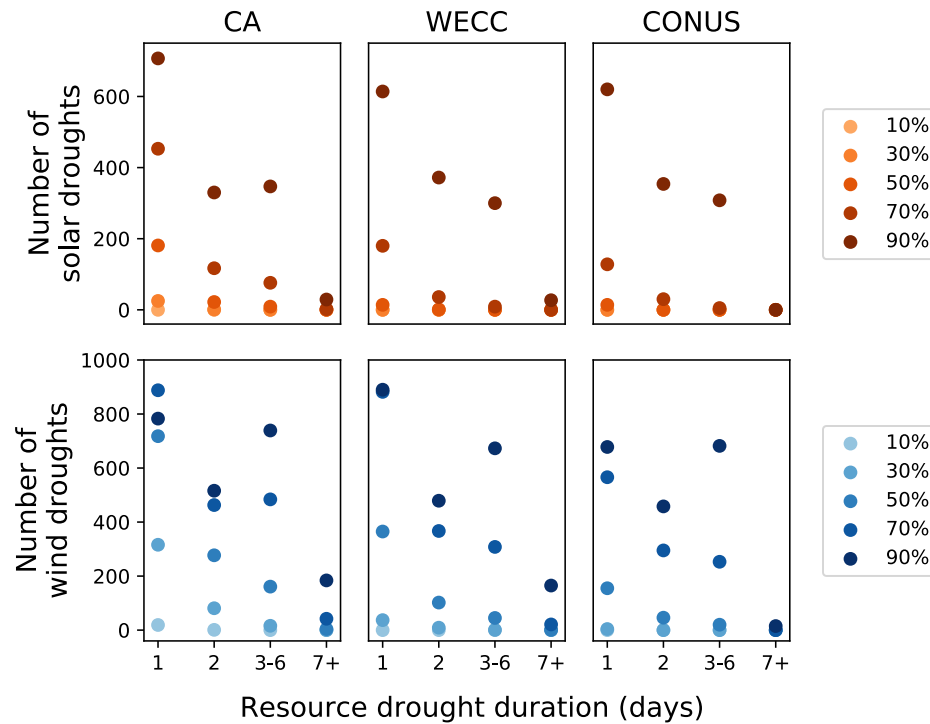 CA WECC CONUS
Number of
solar droughts
600
400
200
0
10%
30%
50%
70%
90%
Number of
wind droughts
1000
800
600
400
200
0
10%
30%
50%
70%
90%
1 2 3-6 7+ 1 2 3-6 7+ 1 2 3-6 7+
Resource drought duration (days)